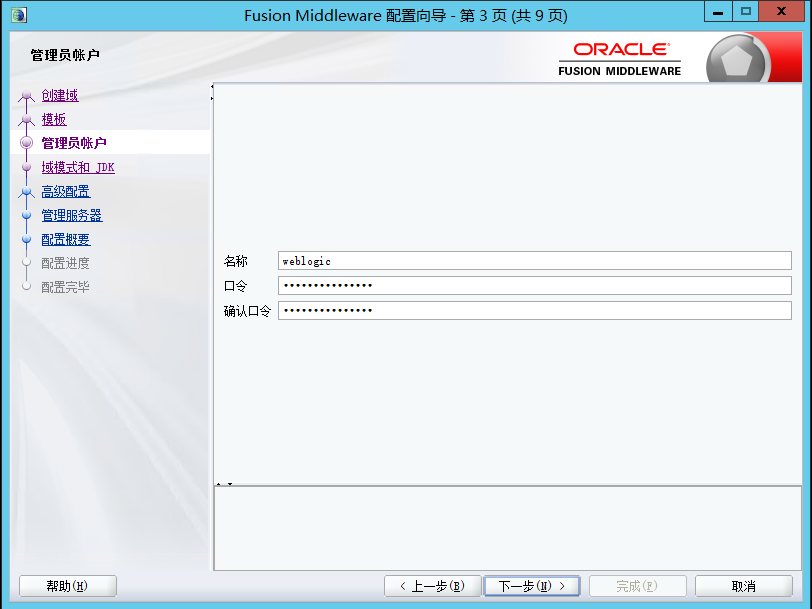 Fusion Middleware 配置向导 - 第 3 页 (共 9 页)
管理员帐户
ORACLE
FUSION MIDDLEWARE
创建域
模板
管理员帐户
域模式和 JDK
高级配置
管理服务器
配置概要
配置进度
配置完毕
名称 weblogic
口令 •••••••••••••••
确认口令 •••••••••••••••
帮助(H)
< 上一步(B)
下一步(N) >
完成(F)
取消